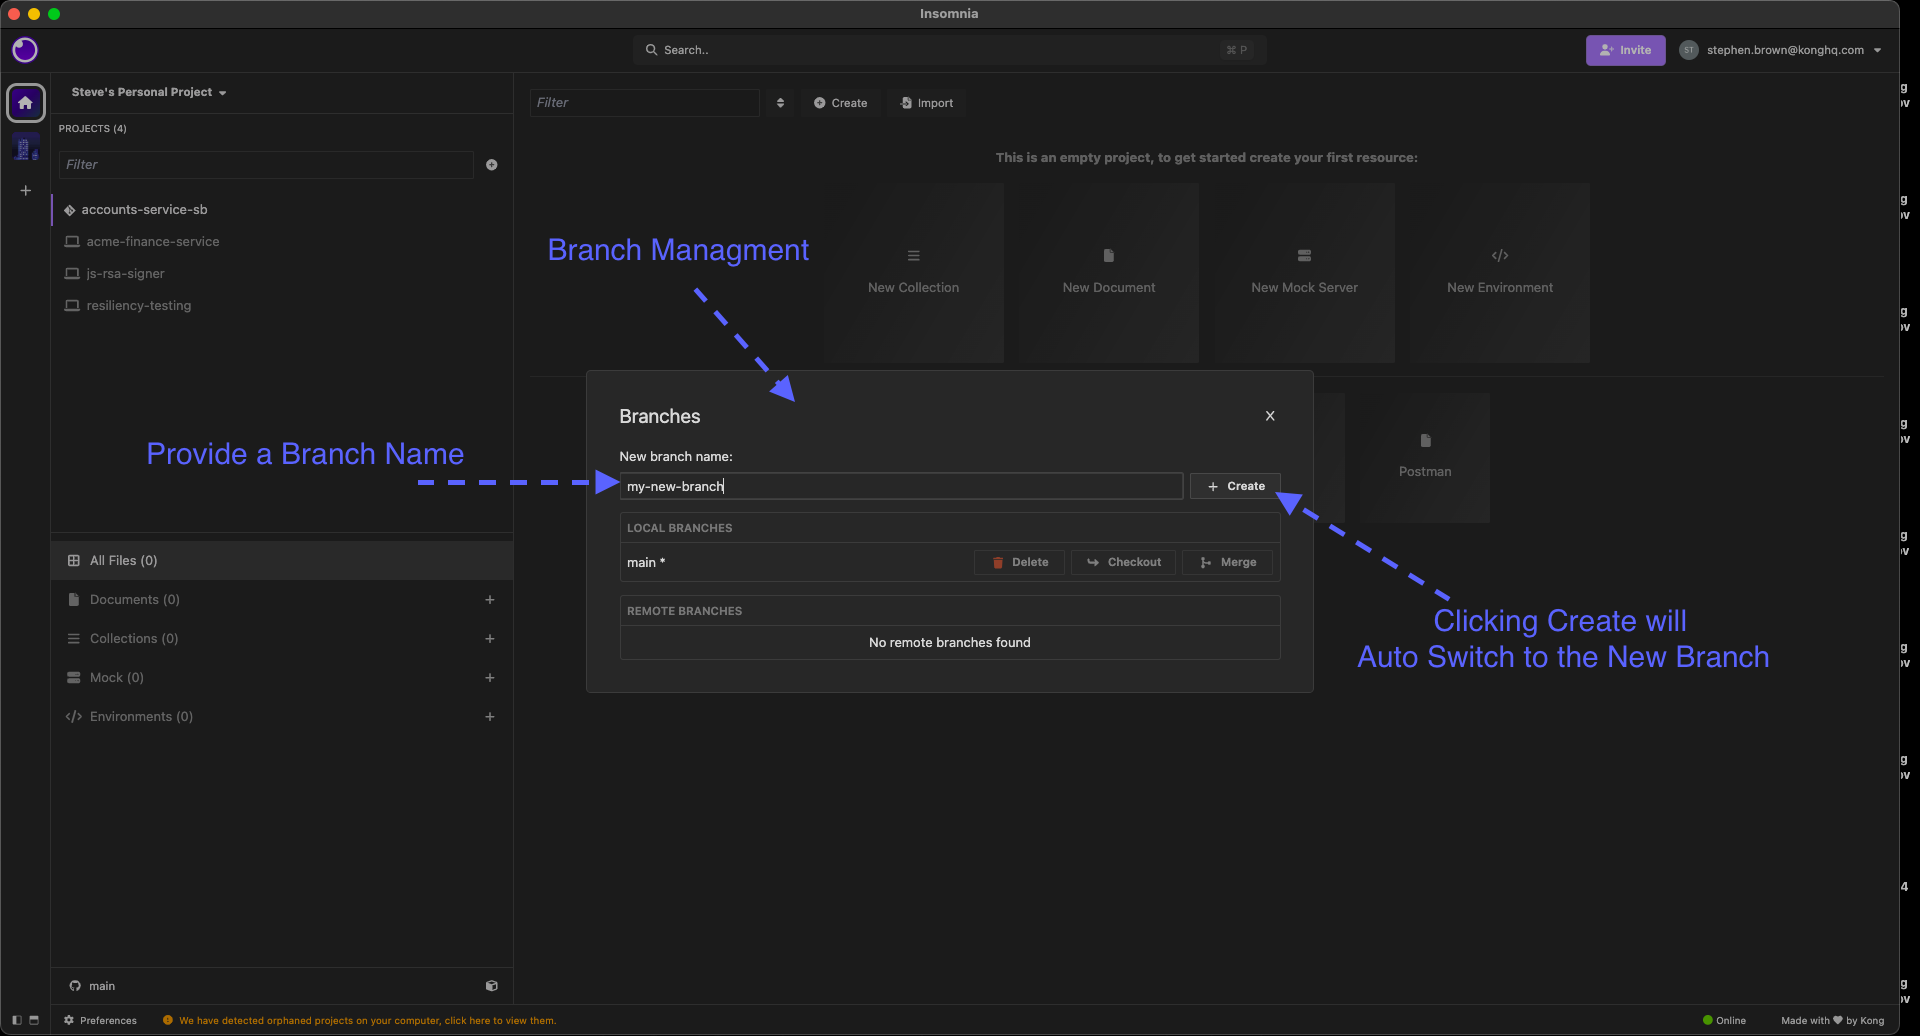 Insomnia
Search..
⌘ P
Invite
ST
stephen.brown@konghq.com
Steve's Personal Project
PROJECTS (4)
Filter
accounts-service-sb
acme-finance-service
js-rsa-signer
resiliency-testing
Filter
Create
Import
This is an empty project, to get started create your first resource:
New Collection
New Document
New Mock Server
New Environment
Branch Managment
Provide a Branch Name
Branches
X
New branch name:
my-new-branch
+ Create
LOCAL BRANCHES
main *
Delete
Checkout
Merge
REMOTE BRANCHES
No remote branches found
Postman
Clicking Create will
Auto Switch to the New Branch
All Files (0)
Documents (0)
Collections (0)
Mock (0)
Environments (0)
main
Preferences
We have detected orphaned projects on your computer, click here to view them.
Online
Made with ♥ by Kong